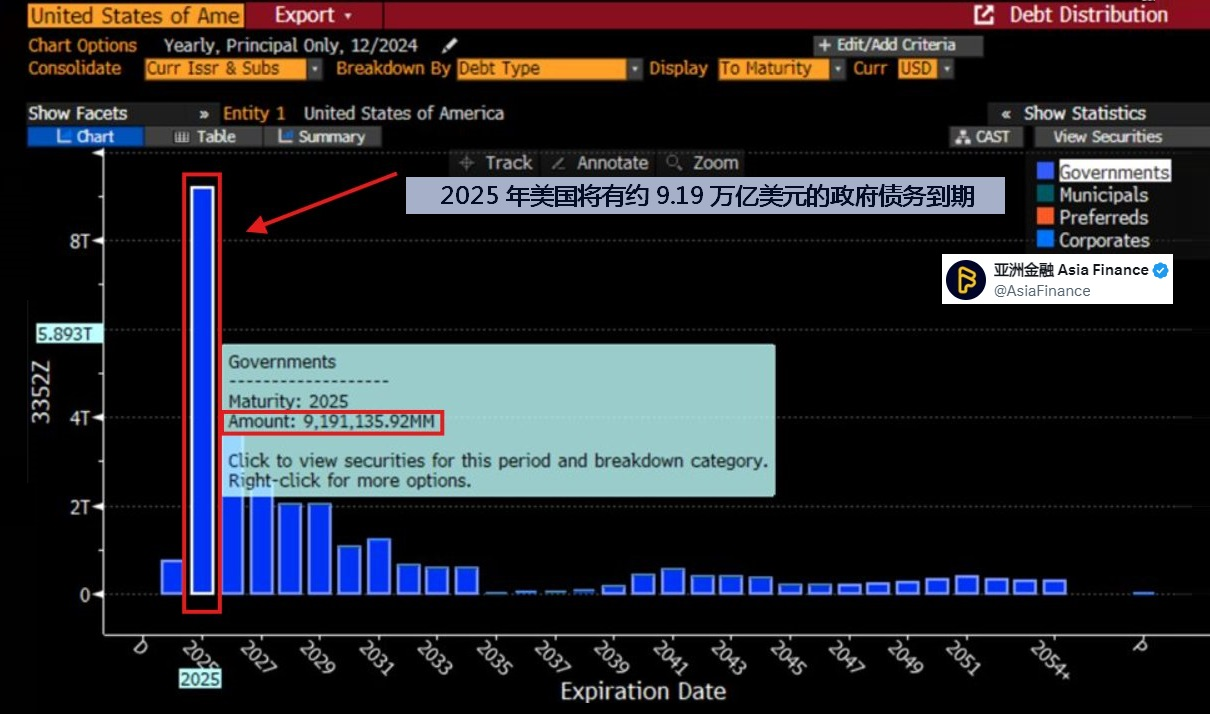 United States of Ame Export Debt Distribution
Chart Options Yearly, Principal Only, 12/2024 + Edit/Add Criteria
Consolidate Curr Issr & Subs Breakdown By Debt Type Display To Maturity Curr USD
Show Facets » Entity 1 United States of America « Show Statistics
Chart Table Summary CAST View Securities
Track Annotate Zoom
Governments
Municipals
Preferreds
Corporates
2025 年美国将有约 9.19 万亿美元的政府债务到期
亚洲金融 Asia Finance
@AsiaFinance
8T
5.893T
3352Z
4T
2T
0
Governments
--------------------
Maturity: 2025
Amount: 9,191,135.92MM
Click to view securities for this period and breakdown category.
Right-click for more options.
D 2025 2027 2029 2031 2033 2035 2037 2039 2041 2043 2045 2047 2049 2051 2054+ P
2025
Expiration Date